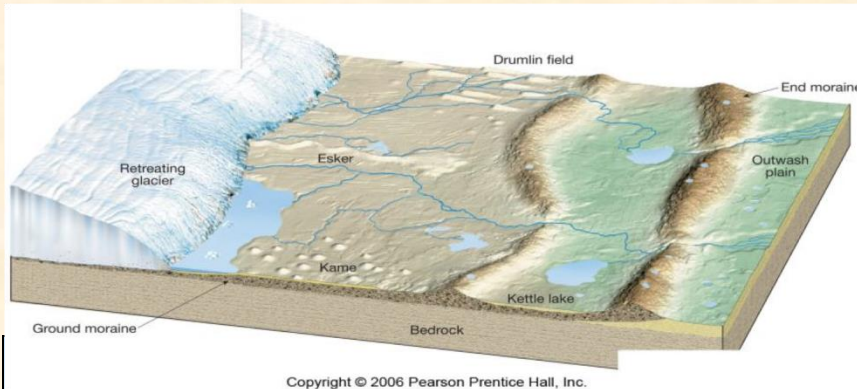 Drumlin field
End moraine
Esker
Retreating
glacier
Outwash
plain
Kame
Kettle lake
Ground moraine
Bedrock
Copyright © 2006 Pearson Prentice Hall, Inc.